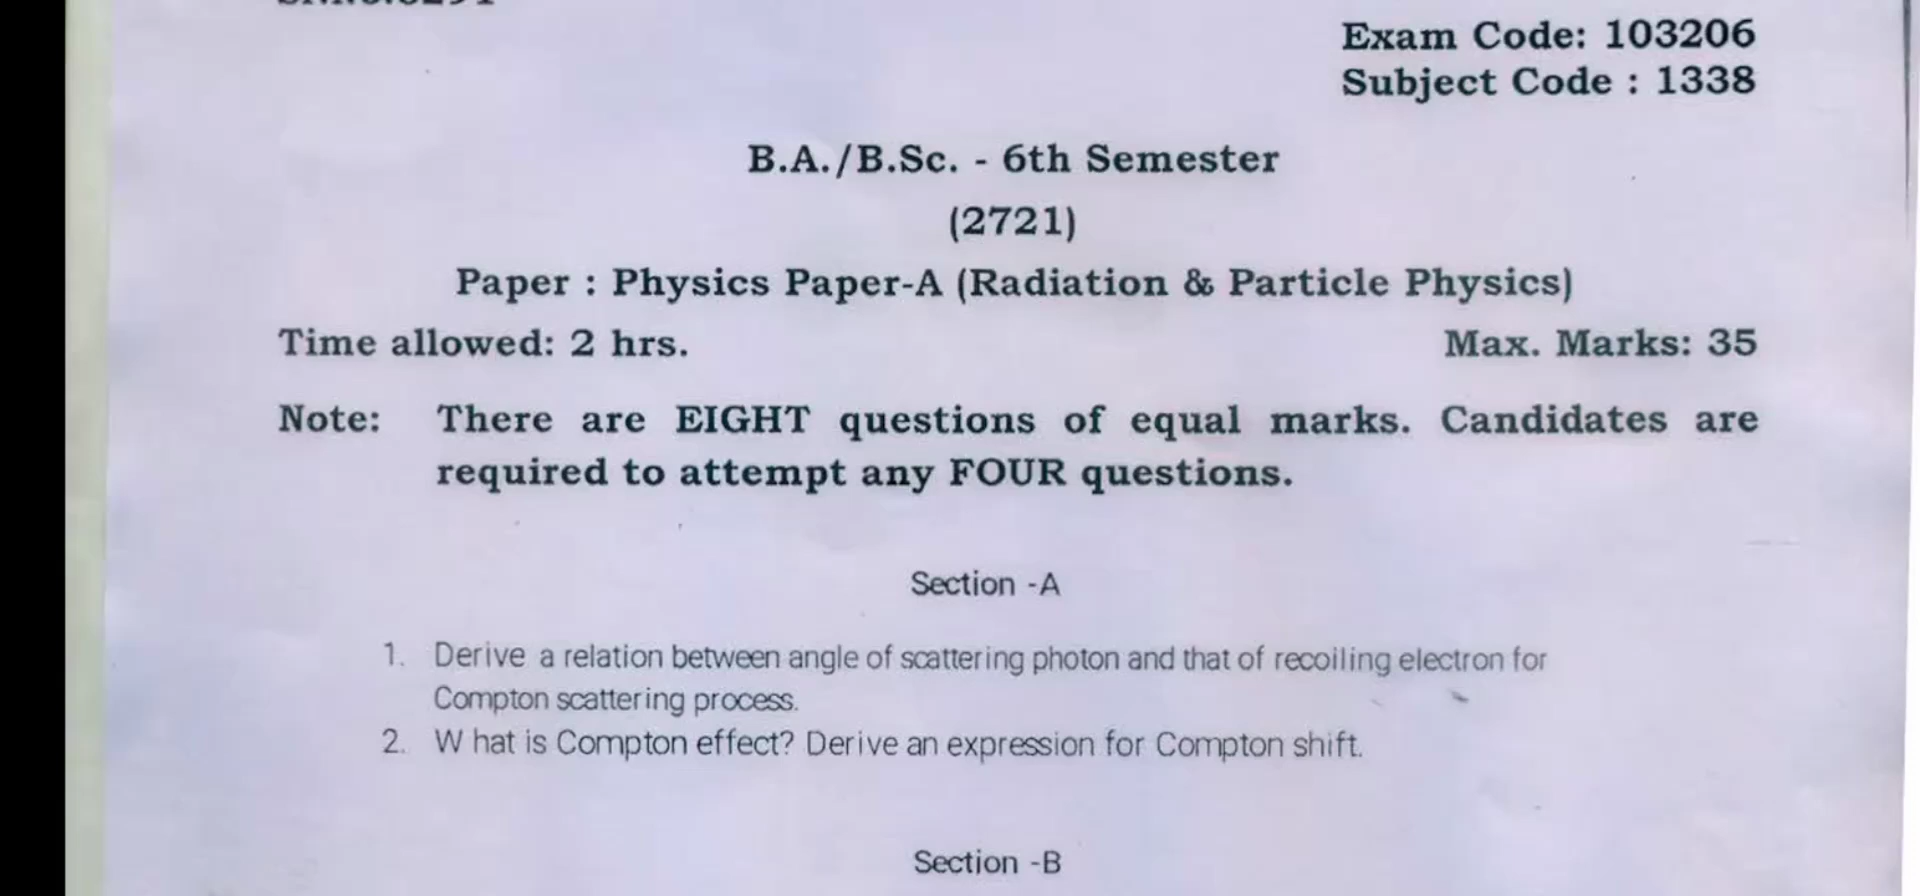 Exam Code: 103206
Subject Code : 1338
B.A./B.Sc. - 6th Semester
(2721)
Paper : Physics Paper-A (Radiation & Particle Physics)
Time allowed: 2 hrs. Max. Marks: 35
Note: There are EIGHT questions of equal marks. Candidates are
required to attempt any FOUR questions.
Section -A
1. Derive a relation between angle of scattering photon and that of recoiling electron for
Compton scattering process.
2. W hat is Compton effect? Derive an expression for Compton shift.
Section -B